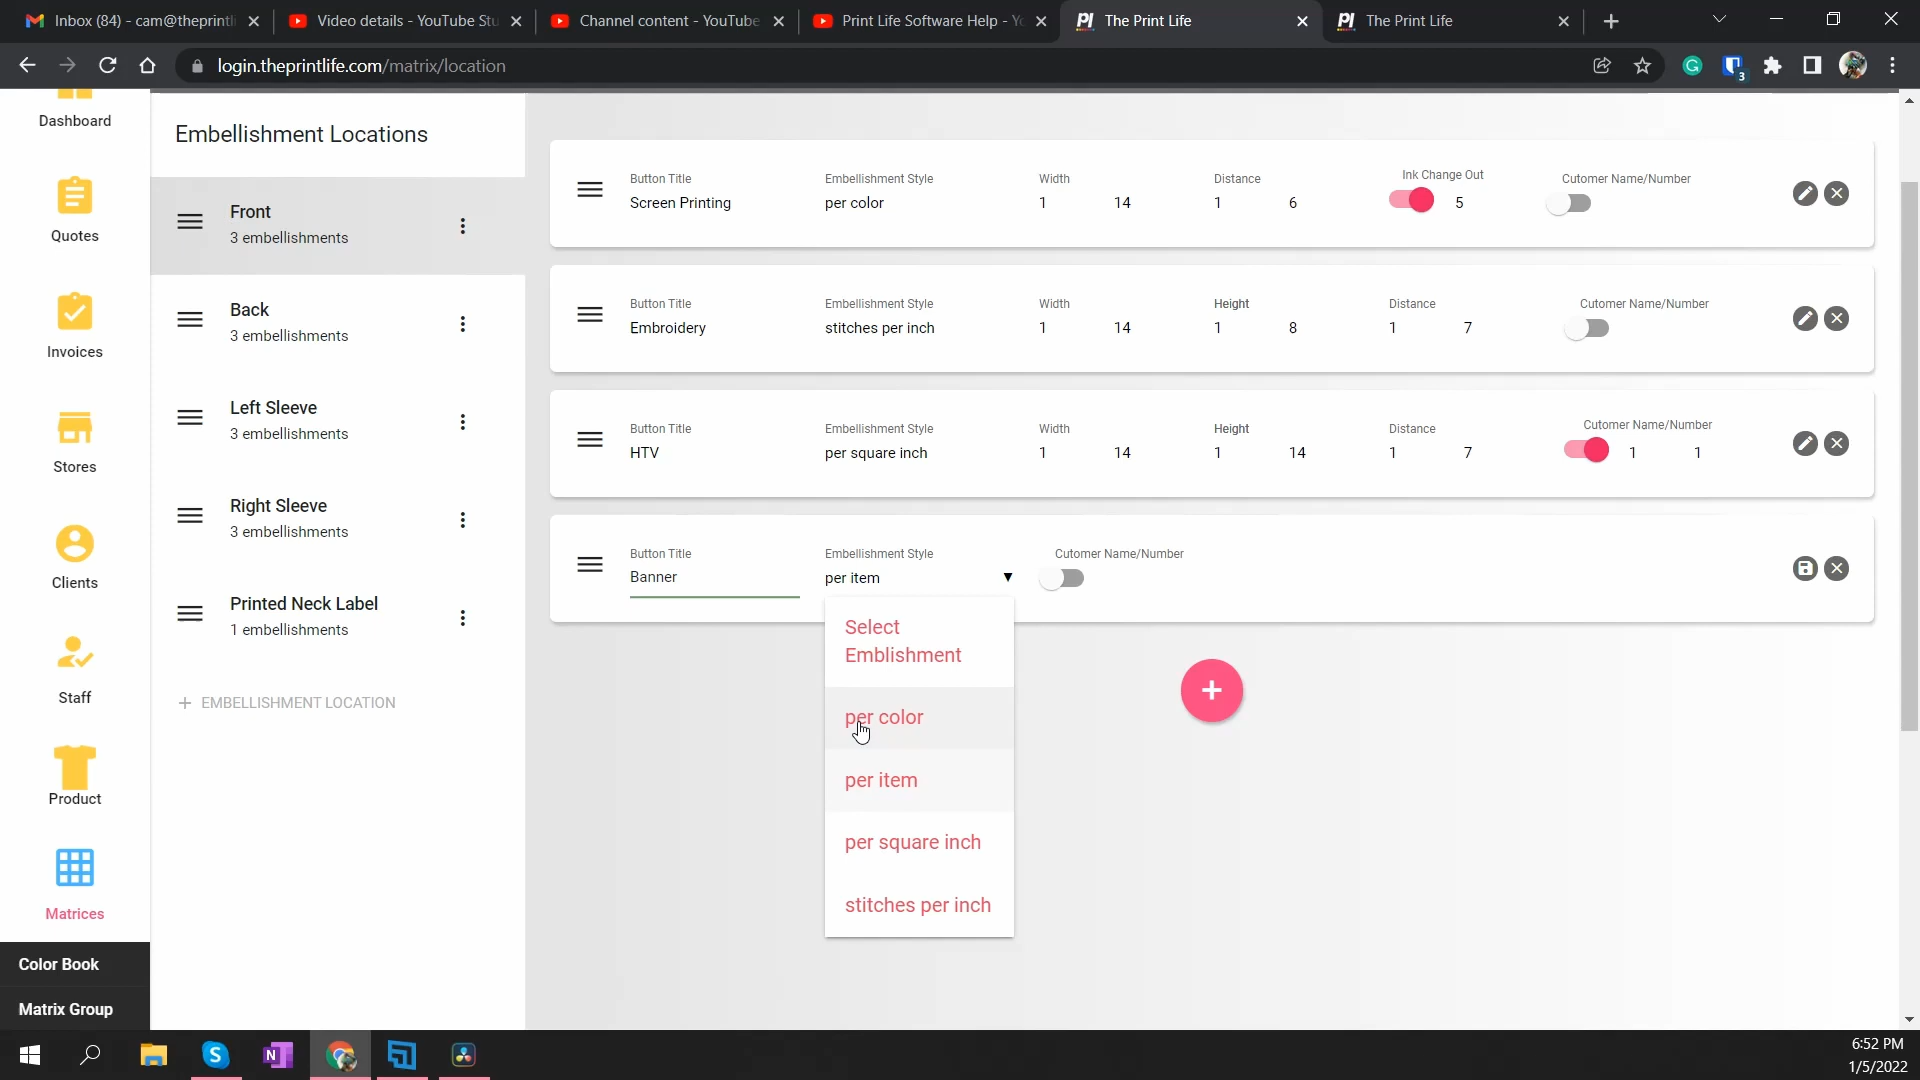 Inbox (84) - cam@theprintli
Video details - YouTube Stu
Channel content - YouTube
Print Life Software Help - Yo
The Print Life
The Print Life
login.theprintlife.com/matrix/location
3
Dashboard
Quotes
Invoices
Stores
Clients
Staff
Product
Matrices
Color Book
Matrix Group
Embellishment Locations
Front
3 embellishments
Back
3 embellishments
Left Sleeve
3 embellishments
Right Sleeve
3 embellishments
Printed Neck Label
1 embellishments
+ EMBELLISHMENT LOCATION
Button Title Embellishment Style Width Distance Ink Change Out Cutomer Name/Number
Screen Printing per color 1 14 1 6 5
Button Title Embellishment Style Width Height Distance Cutomer Name/Number
Embroidery stitches per inch 1 14 1 8 1 7
Button Title Embellishment Style Width Height Distance Cutomer Name/Number
HTV per square inch 1 14 1 14 1 7 1 1
Button Title Embellishment Style Cutomer Name/Number
Banner per item
Select
Emblishment
per color
per item
per square inch
stitches per inch
+
6:52 PM
1/5/2022